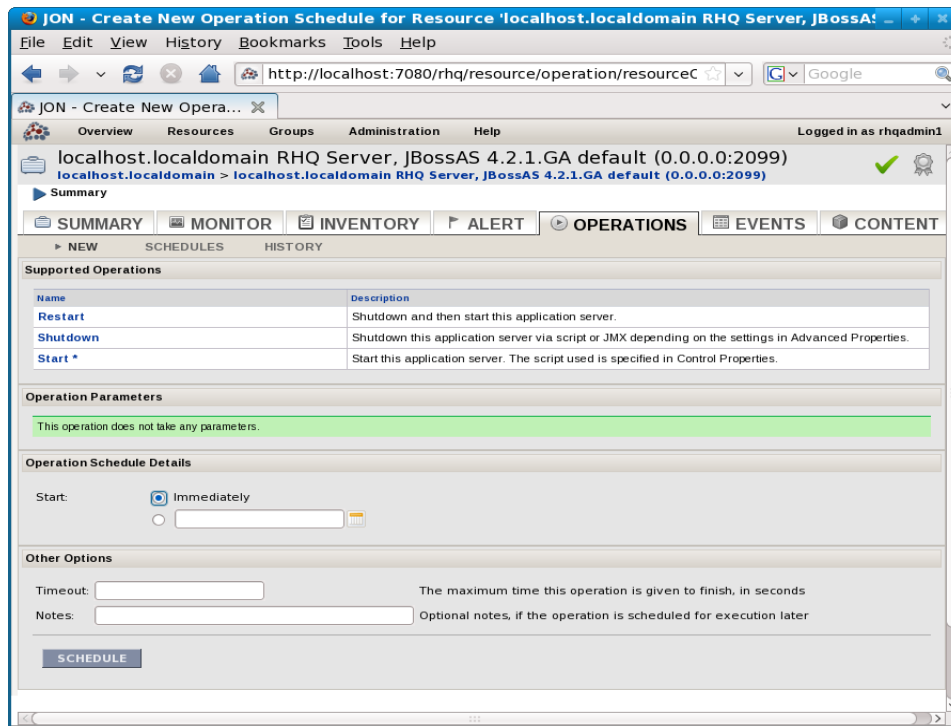 JON - Create New Operation Schedule for Resource 'localhost.localdomain RHQ Server, JBossAS
File Edit View History Bookmarks Tools Help
http://localhost:7080/rhq/resource/operation/resourceC G Google
JON - Create New Opera...
Overview Resources Groups Administration Help Logged in as rhqadmin1
localhost.localdomain RHQ Server, JBossAS 4.2.1.GA default (0.0.0.0:2099)
localhost.localdomain > localhost.localdomain RHQ Server, JBossAS 4.2.1.GA default (0.0.0.0:2099)
Summary
SUMMARY MONITOR INVENTORY ALERT OPERATIONS EVENTS CONTENT
NEW SCHEDULES HISTORY
Supported Operations
Name Description
Restart Shutdown and then start this application server.
Shutdown Shutdown this application server via script or JMX depending on the settings in Advanced Properties.
Start * Start this application server. The script used is specified in Control Properties.
Operation Parameters
This operation does not take any parameters.
Operation Schedule Details
Start: Immediately
Other Options
Timeout: The maximum time this operation is given to finish, in seconds
Notes: Optional notes, if the operation is scheduled for execution later
SCHEDULE